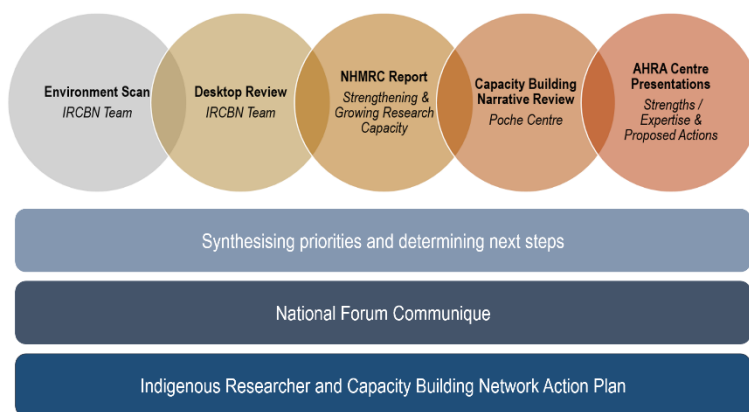 Environment Scan
IRCBN Team
Desktop Review
IRCBN Team
NHMRC Report
Strengthening &
Growing Research
Capacity
Capacity Building
Narrative Review
Poche Centre
AHRA Centre
Presentations
Strengths /
Expertise &
Proposed Actions
Synthesising priorities and determining next steps
National Forum Communique
Indigenous Researcher and Capacity Building Network Action Plan